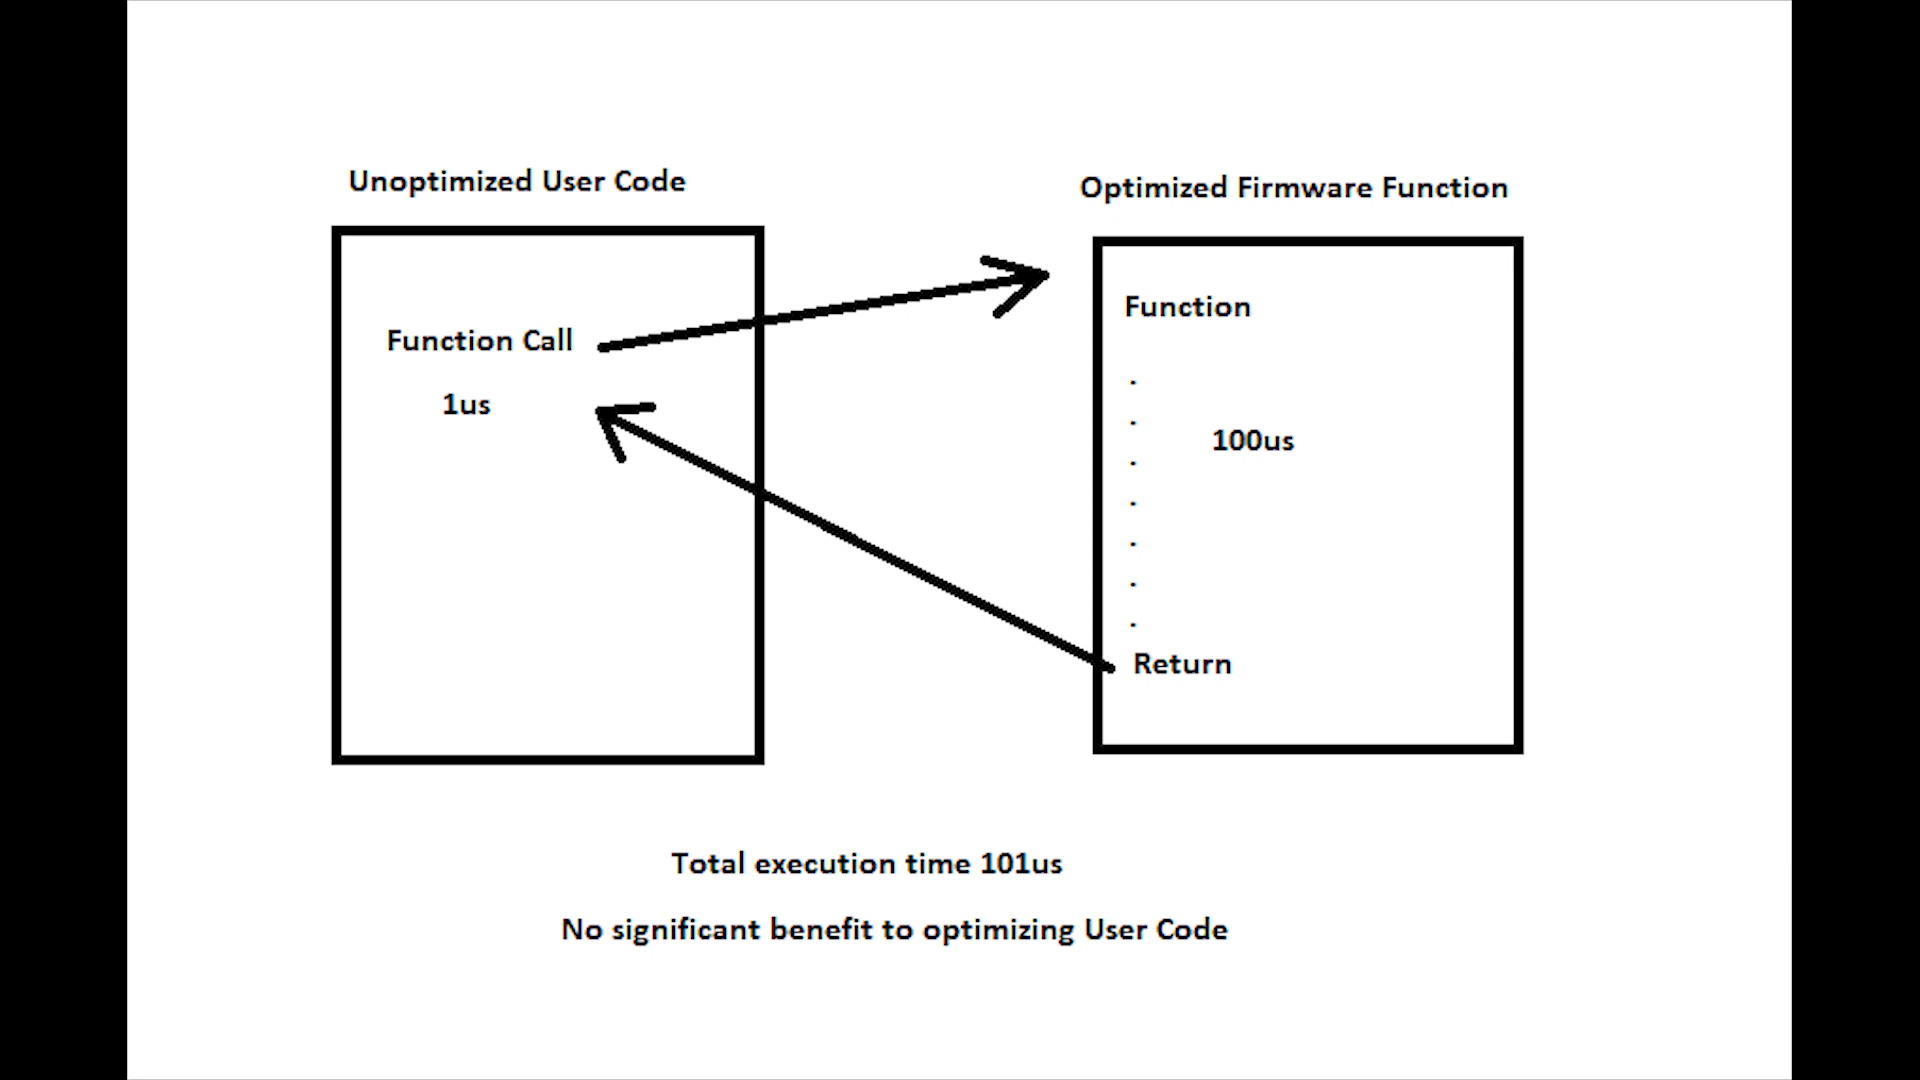 Unoptimized User Code
Optimized Firmware Function
Function Call
1us
Function
.
.
100us
.
.
.
.
.
Return
Total execution time 101us
No significant benefit to optimizing User Code